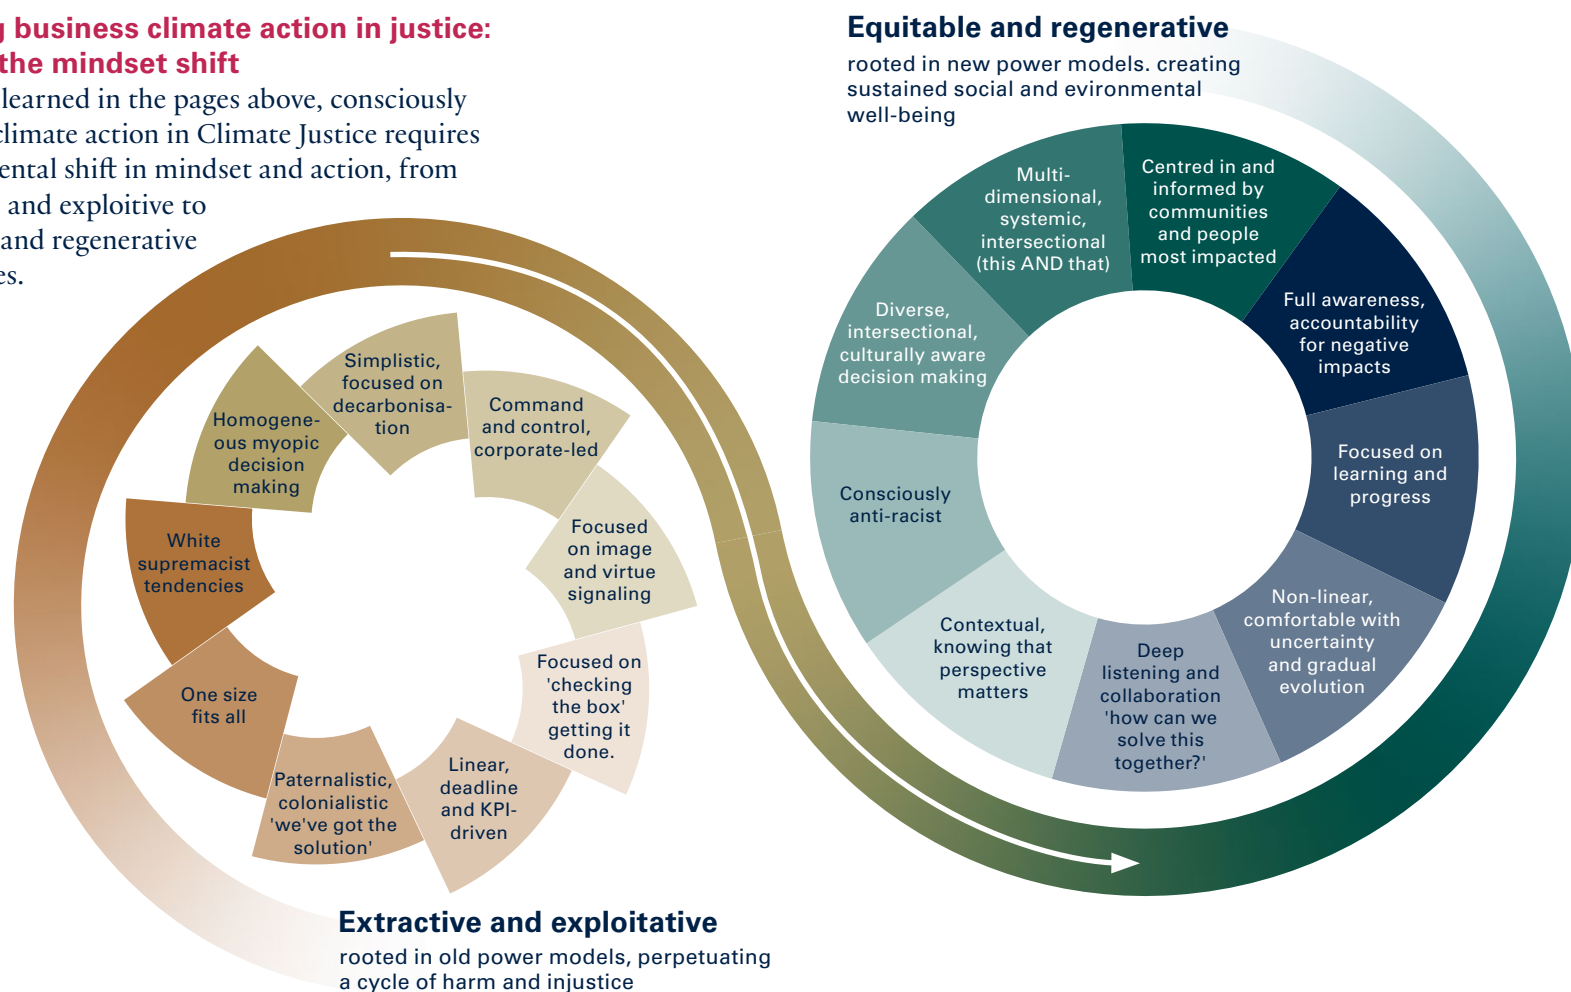 g business climate action in justice:
the mindset shift
learned in the pages above, consciously
climate action in Climate Justice requires
ental shift in mindset and action, from
and exploitive to
and regenerative
es.
Equitable and regenerative
rooted in new power models. creating
sustained social and evironmental
well-being
Multi-
dimensional,
systemic,
intersectional
(this AND that)
Centred in and
informed by
communities
and people
most impacted
Full awareness,
accountability
for negative
impacts
Focused on
learning and
progress
Non-linear,
comfortable with
uncertainty
and gradual
evolution
Deep
listening and
collaboration
'how can we
solve this
together?'
Contextual,
knowing that
perspective
matters
Consciously
anti-racist
Diverse,
intersectional,
culturally aware
decision making
Simplistic,
focused on
decarbonisa-
tion
Command
and control,
corporate-led
Focused
on image
and virtue
signaling
Focused on
'checking
the box'
getting it
done.
Linear,
deadline
and KPI-
driven
Paternalistic,
colonialistic
'we've got the
solution'
One size
fits all
White
supremacist
tendencies
Homogene-
ous myopic
decision
making
Extractive and exploitative
rooted in old power models, perpetuating
a cycle of harm and injustice